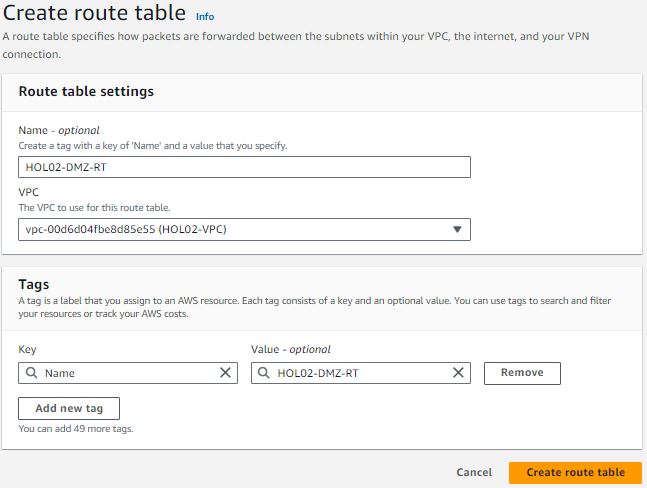 Create route table Info
A route table specifies how packets are forwarded between the subnets within your VPC, the internet, and your VPN
connection.
Route table settings
Name - optional
Create a tag with a key of 'Name' and a value that you specify.
HOL02-DMZ-RT
VPC
The VPC to use for this route table.
vpc-00d6d04fbe8d85e55 (HOL02-VPC)
Tags
A tag is a label that you assign to an AWS resource. Each tag consists of a key and an optional value. You can use tags to search and filter
your resources or track your AWS costs.
Key Value - optional
Name HOL02-DMZ-RT Remove
Add new tag
You can add 49 more tags.
Cancel Create route table